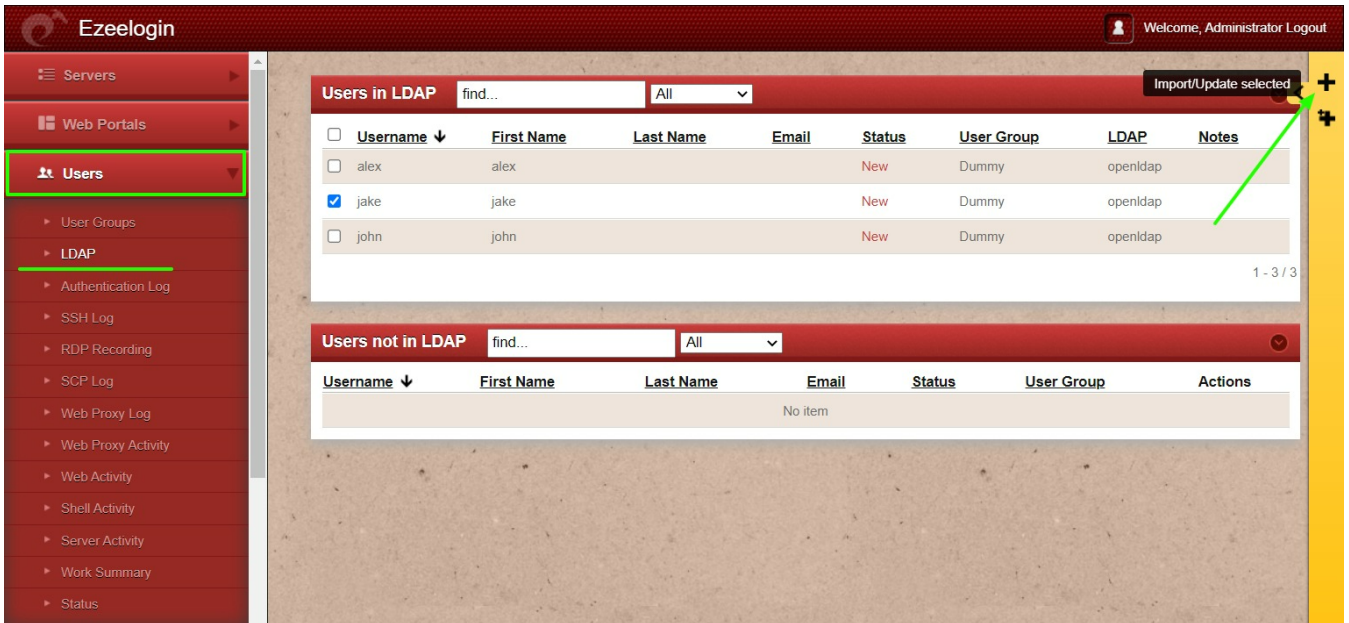 Ezeelogin
Welcome, Administrator Logout
Servers
Web Portals
Users
User Groups
LDAP
Authentication Log
SSH Log
RDP Recording
SCP Log
Web Proxy Log
Web Proxy Activity
Web Activity
Shell Activity
Server Activity
Work Summary
Status
Users in LDAP find... All
Import/Update selected
Username First Name Last Name Email Status User Group LDAP Notes
alex alex New Dummy openldap
jake jake New Dummy openldap
john john New Dummy openldap
1 - 3 / 3
Users not in LDAP find... All
Username First Name Last Name Email Status User Group Actions
No item